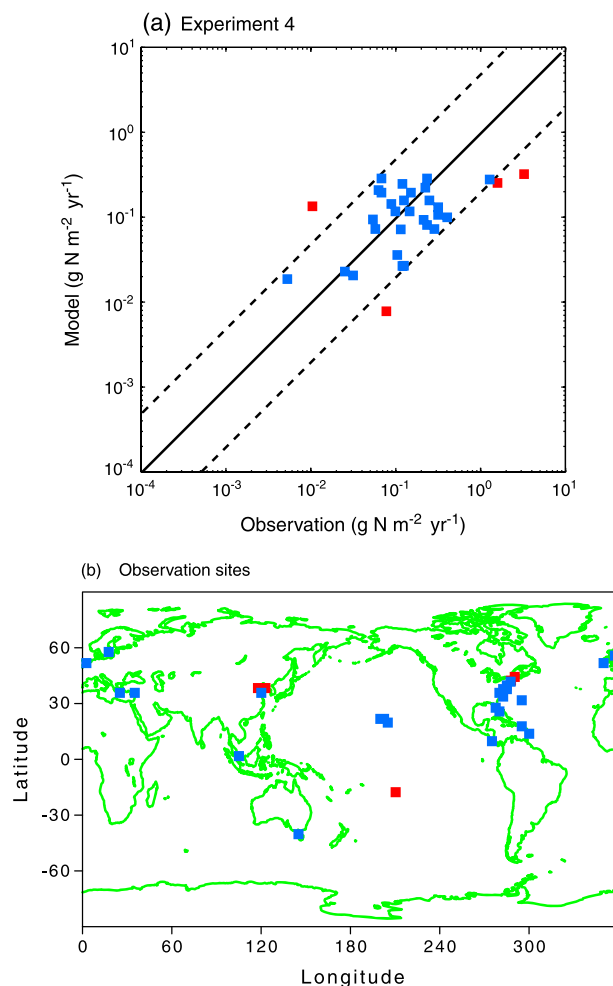 (a) Experiment 4
10¹
10⁰
10⁻¹
10⁻²
10⁻³
10⁻⁴
Model (g N m⁻² yr⁻¹)
10⁻⁴ 10⁻³ 10⁻² 10⁻¹ 10⁰ 10¹
Observation (g N m⁻² yr⁻¹)
(b) Observation sites
60
30
0
-30
-60
Latitude
0 60 120 180 240 300
Longitude